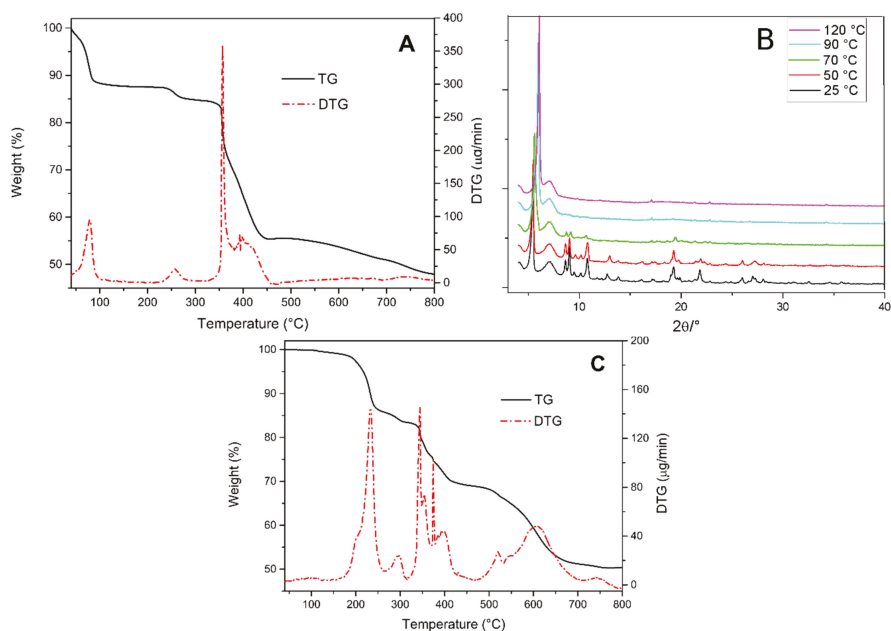 A
100
90
80
70
60
50
400
350
300
250
200
150
100
50
0
TG
DTG
Weight (%)
100 200 300 400 500 600 700 800
Temperature (°C)
DTG (µg/min)
B
120 °C
90 °C
70 °C
50 °C
25 °C
5 10 20 30 40
2θ/°
C
100
90
80
70
60
50
200
160
120
80
40
0
TG
DTG
Weight (%)
DTG (µg/min)
100 200 300 400 500 600 700 800
Temperature (°C)